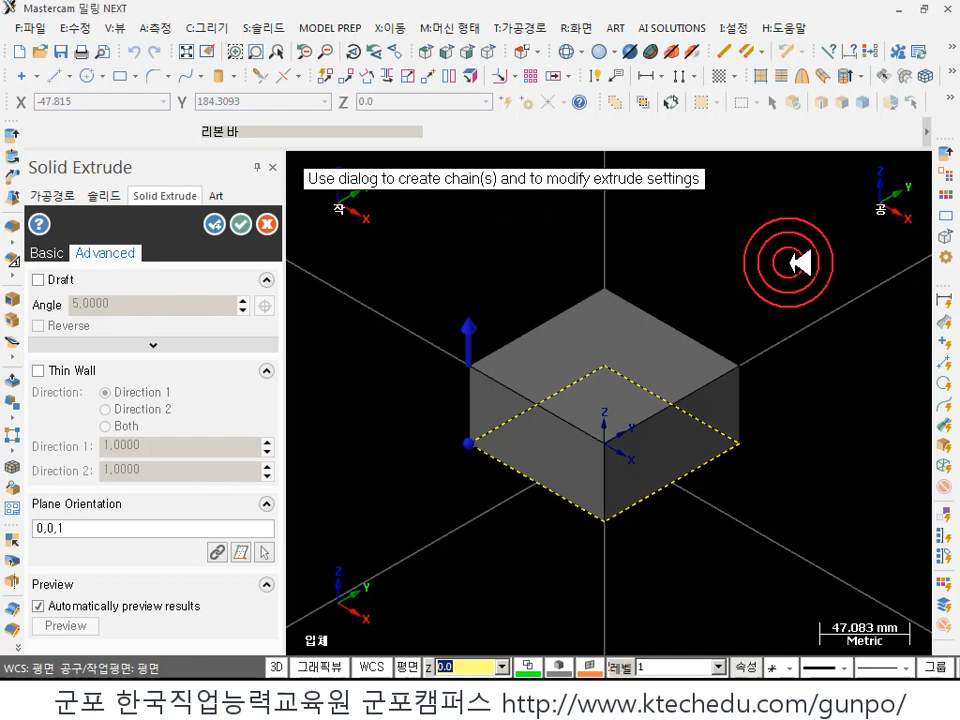 Mastercam 밀링 NEXT
F:파일 E:수정 V:뷰 A:측정 C:그리기 S:솔리드 MODEL PREP X:이동 M:머신 형태 T:가공경로 R:화면 ART AI SOLUTIONS I:설정 H:도움말
X -47.815 Y 184.3093 Z 0.0
리본 바
Solid Extrude
가공경로 솔리드 Solid Extrude Art
Basic Advanced
Draft
Angle 5,0000
Reverse
Thin Wall
Direction: Direction 1
Direction 2
Both
Direction 1: 1,0000
Direction 2: 1,0000
Plane Orientation
0,0,1
Preview
Automatically preview results
Preview
Use dialog to create chain(s) and to modify extrude settings
Z Y X 작
Z Y X 공
Z Y X
Z Y X
입체
47.083 mm
Metric
WCS: 평면 공구/작업평면: 평면 3D 그래픽뷰 WCS 평면 Z 0.0 레벨 1 속성 그룹
군포 한국직업능력교육원 군포캠퍼스 http://www.ktechedu.com/gunpo/